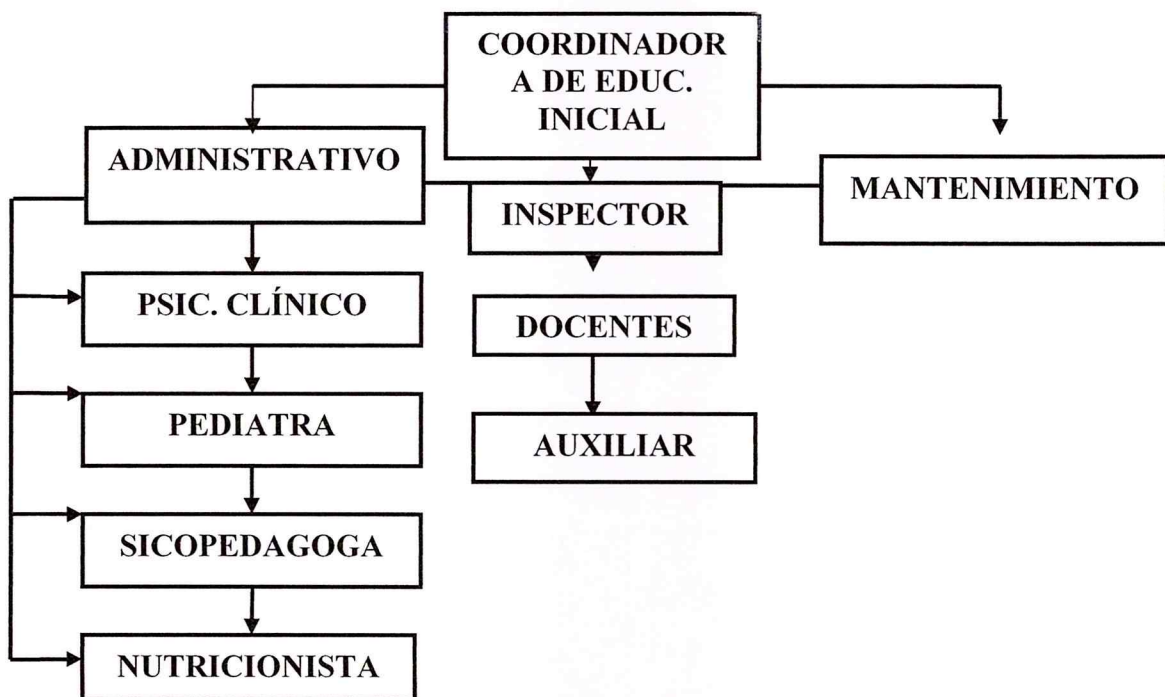 COORDINADOR
A DE EDUC.
INICIAL
ADMINISTRATIVO
INSPECTOR
MANTENIMIENTO
PSIC. CLÍNICO
DOCENTES
PEDIATRA
AUXILIAR
SICOPEDAGOGA
NUTRICIONISTA